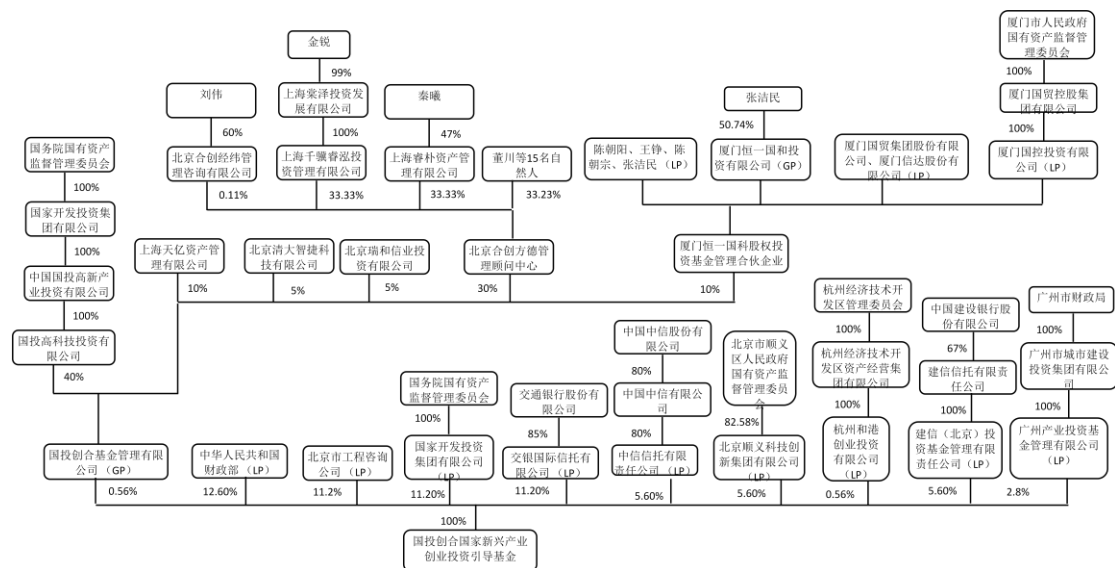 厦门市人民政府
国有资产监督管
理委员会
金锐
99%
100%
刘伟
上海棠泽投资发
展有限公司
秦曦
张洁民
厦门国贸控股集
团有限公司
60%
100%
47%
50.74%
100%
国务院国有资产
监督管理委员会
北京合创经纬管
理咨询有限公司
上海千骥睿泓投
资管理有限公司
上海睿朴资产管
理有限公司
董川等15名自
然人
陈朝阳、王铮、陈
朝宗、张洁民（LP）
厦门恒一国和投
资有限公司（GP）
厦门国贸集团股份有限
公司、厦门信达股份有
限公司（LP）
厦门国控投资有
限公司（LP）
100%
0.11%
33.33%
33.33%
33.23%
国家开发投资集
团有限公司
100%
上海天亿资产管
理有限公司
北京清大智捷科
技有限公司
北京瑞和信业投
资有限公司
北京合创方德管
理顾问中心
厦门恒一国科股权投
资基金管理合伙企业
中国国投高新产
业投资有限公司
10%
5%
5%
30%
10%
杭州经济技术开
发区管理委员会
中国建设银行股
份有限公司
广州市财政局
100%
国投高科技投资有
限公司
中国中信股份有
限公司
北京市顺义
区人民政府
国有资产监
督管理委员
会
100%
67%
100%
40%
80%
杭州经济技术开
发区资产经营集
团有限公司
建信信托有限责
任公司
广州市城市建设
投资集团有限公
司
国务院国有资产
监督管理委员会
交通银行股份有
限公司
中国中信有限公
司
100%
85%
80%
82.58%
100%
100%
100%
国投创合基金管理有限
公司（GP）
中华人民共和国
财政部（LP）
北京市工程咨询
公司（LP）
国家开发投资
集团有限公司
（LP）
交银国际信托有
限公司（LP）
中信信托有限
责任公司（LP）
北京顺义科技创
新集团有限公司
（LP）
杭州和港
创业投资
有限公司
（LP）
建信（北京）投
资基金管理有限
责任公司（LP）
广州产业投资基
金管理有限公司
（LP）
0.56%
12.60%
11.2%
11.20%
11.20%
5.60%
5.60%
0.56%
5.60%
2.8%
100%
国投创合国家新兴产业
创业投资引导基金